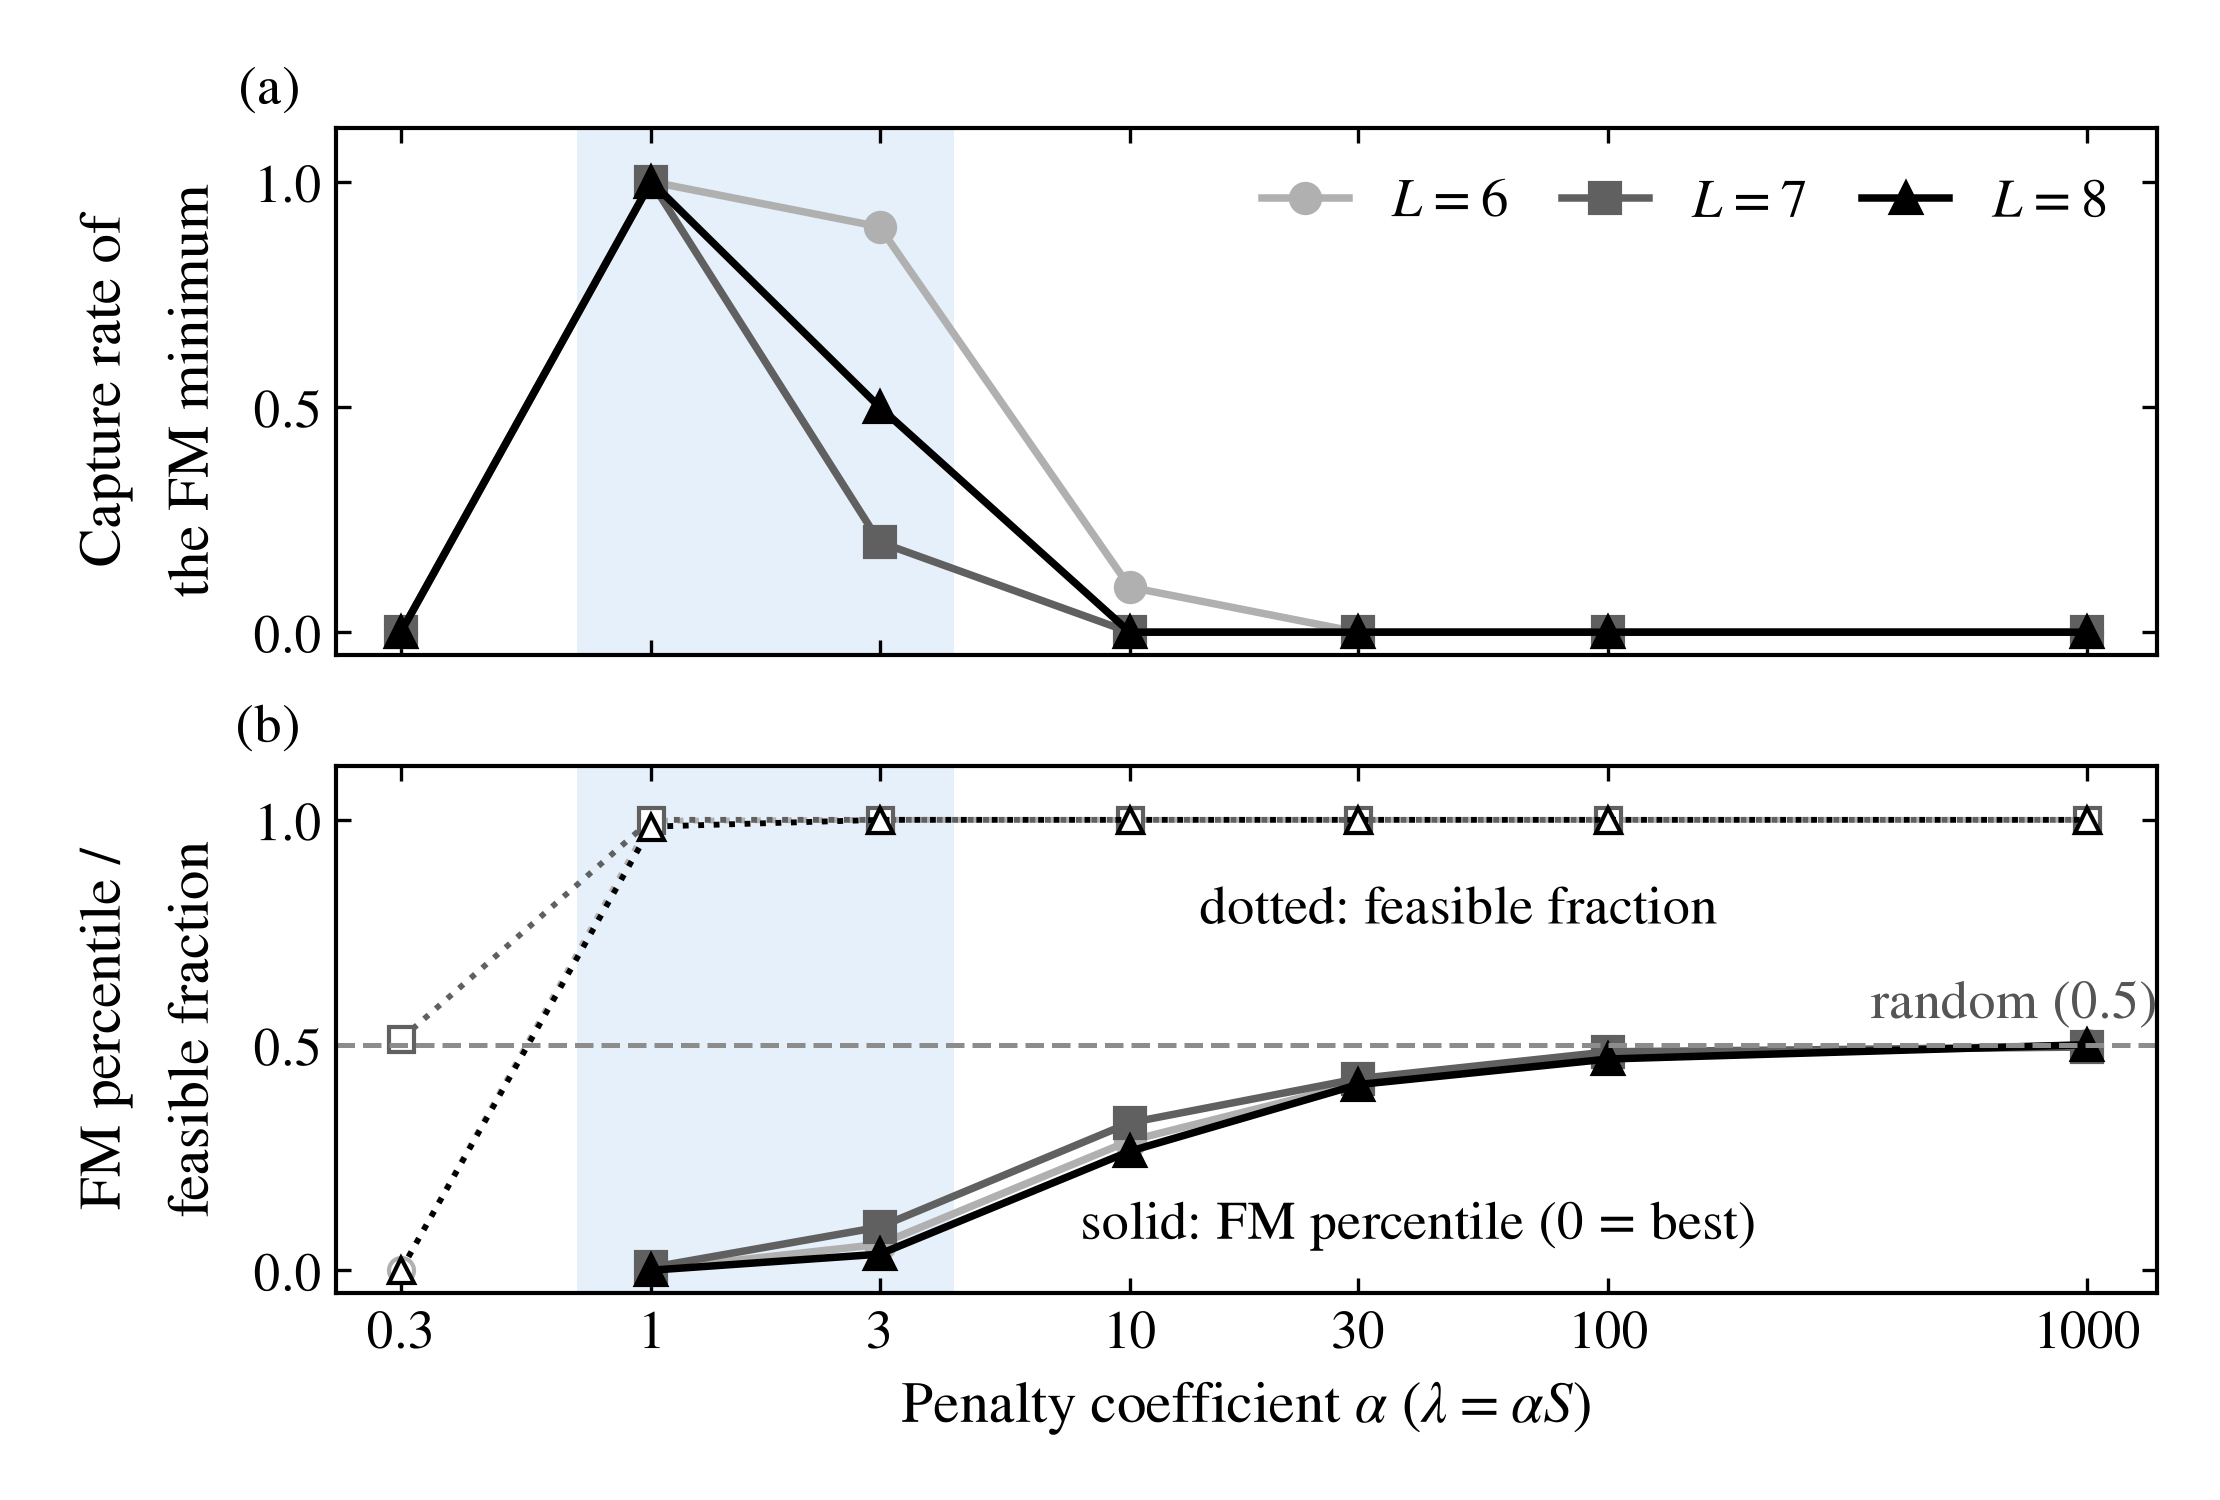 (a)
Capture rate of
the FM minimum
1.0
0.5
0.0
L = 6
L = 7
L = 8
(b)
FM percentile /
feasible fraction
1.0
0.5
0.0
dotted: feasible fraction
random (0.5)
solid: FM percentile (0 = best)
0.3 1 3 10 30 100 1000
Penalty coefficient α (λ = αS)